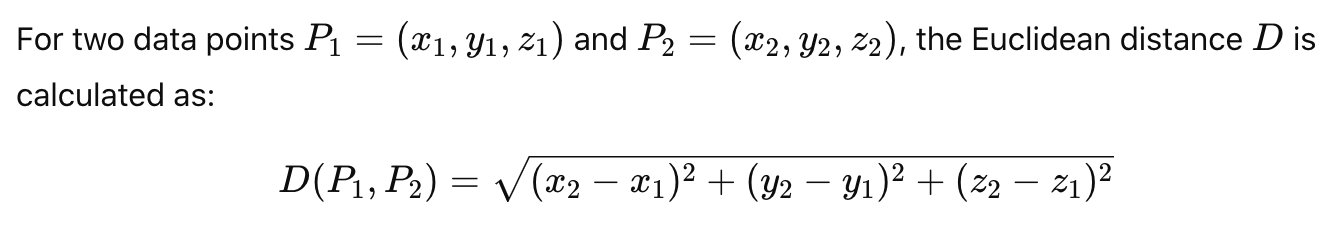 For two data points P₁ = (x₁, y₁, z₁) and P₂ = (x₂, y₂, z₂), the Euclidean distance D is
calculated as:
D(P₁, P₂) = √((x₂ − x₁)² + (y₂ − y₁)² + (z₂ − z₁)²)